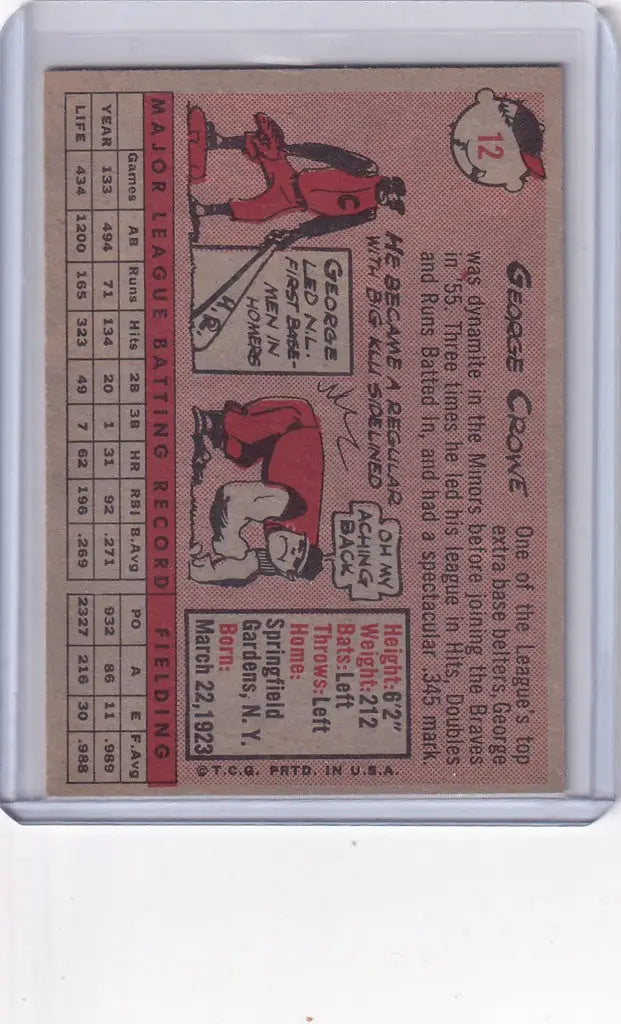 12
GEORGE CROWE
One of the League's top
extra base belters, George
was dynamite in the Minors before joining the Braves
in '55. Three times he led his league in Hits, Doubles
and Runs Batted In, and had a spectacular .345 mark.
HE BECAME A REGULAR
WITH BIG KLU SIDELINED
GEORGE
LED N.L.
FIRST BASE-
MEN IN
HOMERS
H.R.
C
OH MY
ACHING
BACK
Height: 6'2"
Weight: 212
Bats: Left
Throws: Left
Home:
Springfield
Gardens, N. Y.
Born:
March 22, 1923
© T.C.G. PRTD. IN U.S.A.
MAJOR LEAGUE BATTING RECORD FIELDING
Games AB Runs Hits 2B 3B HR RBI B.Avg PO A E F.Avg
YEAR 133 494 71 134 20 1 31 92 .271 932 86 11 .989
LIFE 434 1200 165 323 49 7 62 196 .269 2327 216 30 .988